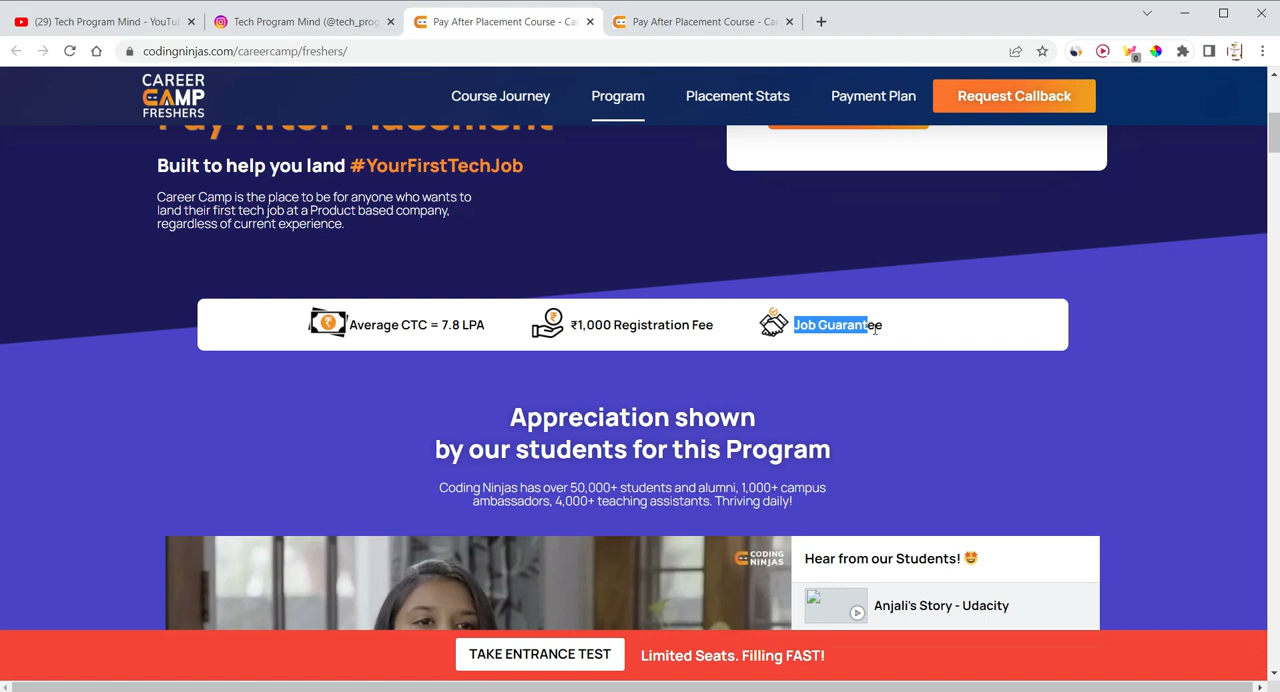 (29) Tech Program Mind - YouTu
Tech Program Mind (@tech_prog
Pay After Placement Course - Ca
Pay After Placement Course - Ca
codingninjas.com/careercamp/freshers/
0
CAREER
CAMP
FRESHERS
Course Journey
Program
Placement Stats
Payment Plan
Request Callback
Pay After Placement
Built to help you land #YourFirstTechJob
Career Camp is the place to be for anyone who wants to
land their first tech job at a Product based company,
regardless of current experience.
Average CTC = 7.8 LPA
₹1,000 Registration Fee
Job Guarantee
Appreciation shown
by our students for this Program
Coding Ninjas has over 50,000+ students and alumni, 1,000+ campus
ambassadors, 4,000+ teaching assistants. Thriving daily!
CODING
NINJAS
Hear from our Students! 🤩
Anjali's Story - Udacity
TAKE ENTRANCE TEST
Limited Seats. Filling FAST!